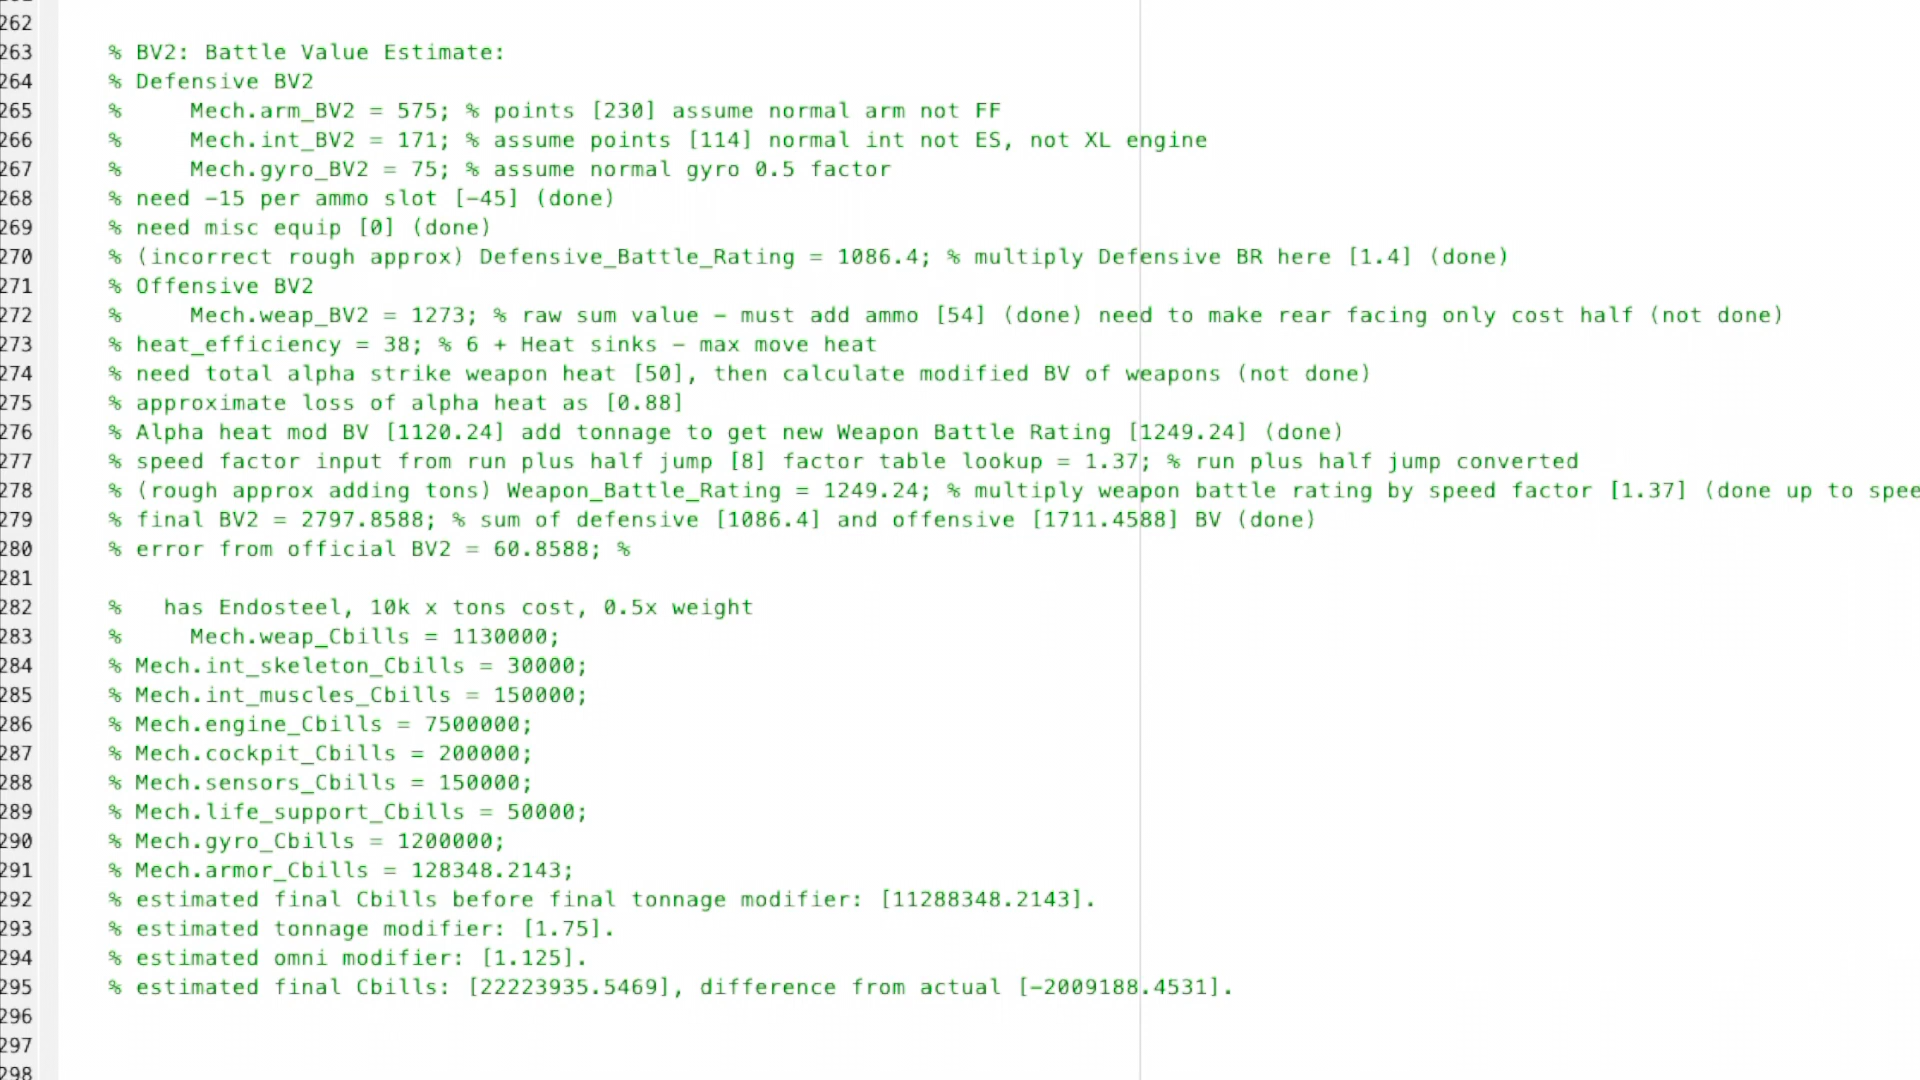 262
263 % BV2: Battle Value Estimate:
264 % Defensive BV2
265 % Mech.arm_BV2 = 575; % points [230] assume normal arm not FF
266 % Mech.int_BV2 = 171; % assume points [114] normal int not ES, not XL engine
267 % Mech.gyro_BV2 = 75; % assume normal gyro 0.5 factor
268 % need -15 per ammo slot [-45] (done)
269 % need misc equip [0] (done)
270 % (incorrect rough approx) Defensive_Battle_Rating = 1086.4; % multiply Defensive BR here [1.4] (done)
271 % Offensive BV2
272 % Mech.weap_BV2 = 1273; % raw sum value - must add ammo [54] (done) need to make rear facing only cost half (not done)
273 % heat_efficiency = 38; % 6 + Heat sinks - max move heat
274 % need total alpha strike weapon heat [50], then calculate modified BV of weapons (not done)
275 % approximate loss of alpha heat as [0.88]
276 % Alpha heat mod BV [1120.24] add tonnage to get new Weapon Battle Rating [1249.24] (done)
277 % speed factor input from run plus half jump [8] factor table lookup = 1.37; % run plus half jump converted
278 % (rough approx adding tons) Weapon_Battle_Rating = 1249.24; % multiply weapon battle rating by speed factor [1.37] (done up to spee
279 % final BV2 = 2797.8588; % sum of defensive [1086.4] and offensive [1711.4588] BV (done)
280 % error from official BV2 = 60.8588; %
281
282 % has Endosteel, 10k x tons cost, 0.5x weight
283 % Mech.weap_Cbills = 1130000;
284 % Mech.int_skeleton_Cbills = 30000;
285 % Mech.int_muscles_Cbills = 150000;
286 % Mech.engine_Cbills = 7500000;
287 % Mech.cockpit_Cbills = 200000;
288 % Mech.sensors_Cbills = 150000;
289 % Mech.life_support_Cbills = 50000;
290 % Mech.gyro_Cbills = 1200000;
291 % Mech.armor_Cbills = 128348.2143;
292 % estimated final Cbills before final tonnage modifier: [11288348.2143].
293 % estimated tonnage modifier: [1.75].
294 % estimated omni modifier: [1.125].
295 % estimated final Cbills: [22223935.5469], difference from actual [-2009188.4531].
296
297
298